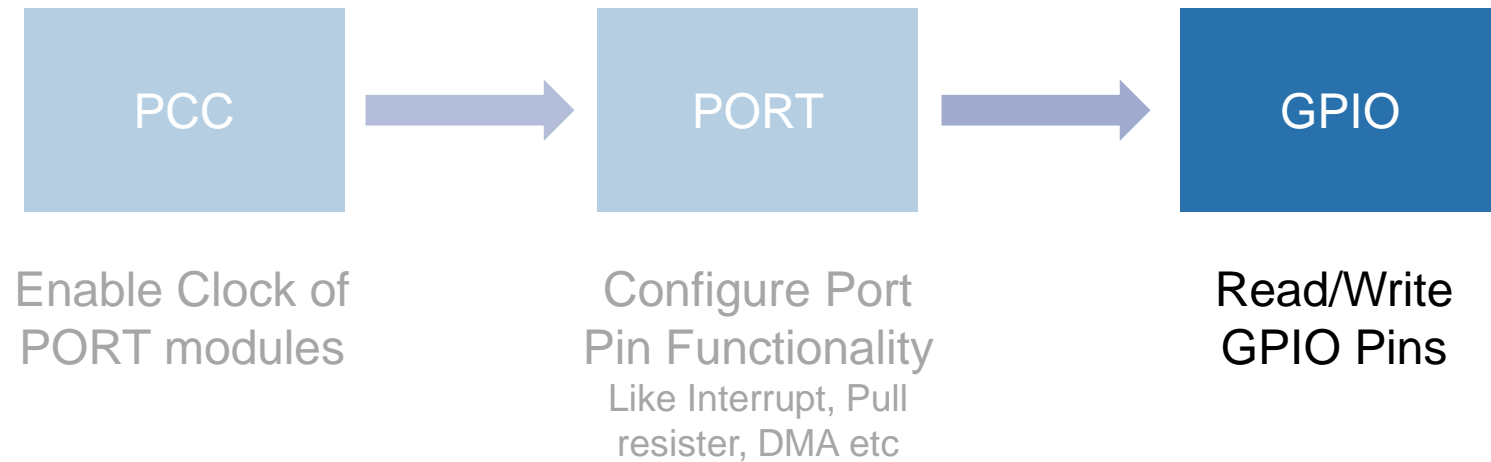 PCC
PORT
GPIO
Enable Clock of
PORT modules
Configure Port
Pin Functionality
Like Interrupt, Pull
resister, DMA etc
Read/Write
GPIO Pins